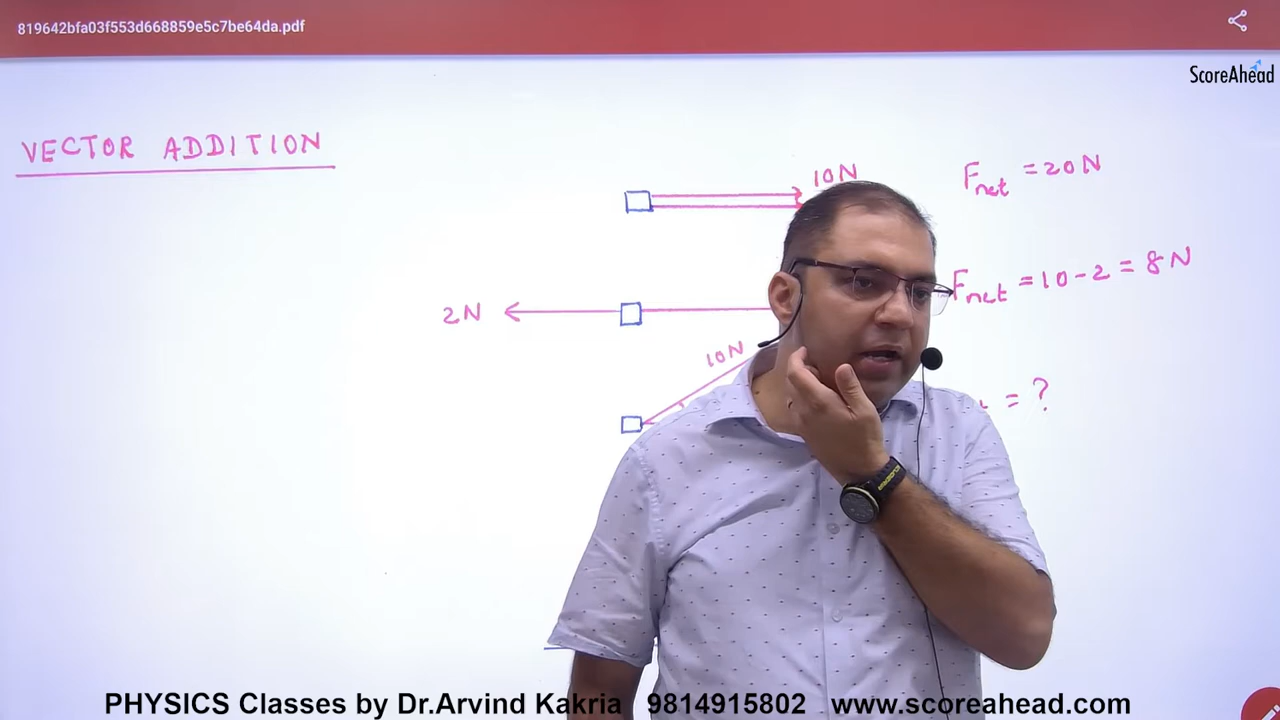 819642bfa03f553d668859e5c7be64da.pdf
ScoreAhead
VECTOR ADDITION
10N
Fnet = 20N
2N
Fnet = 10-2 = 8N
10N
= ?
PHYSICS Classes by Dr.Arvind Kakria 9814915802 www.scoreahead.com